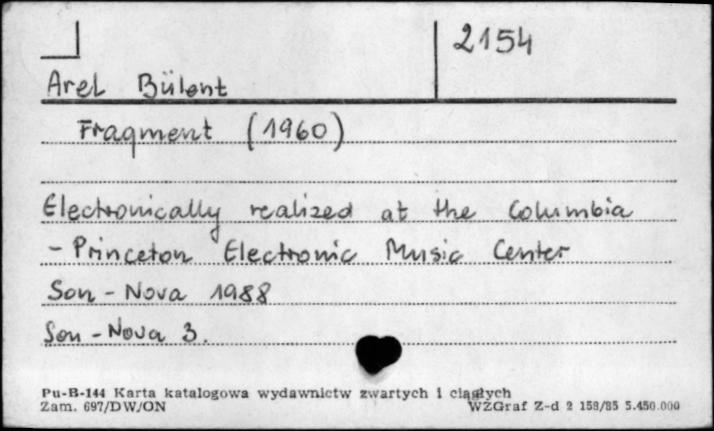 2154
Arel Bülent
Fragment (1960)
Electronically realized at the Columbia
- Princeton Electronic Music Center
Son - Nova 1988
Son - Nova 3.
Pu-B-144 Karta katalogowa wydawnictw zwartych i ciągłych
Zam. 697/DW/ON WZGraf Z-d 2 158/85 5.450.000